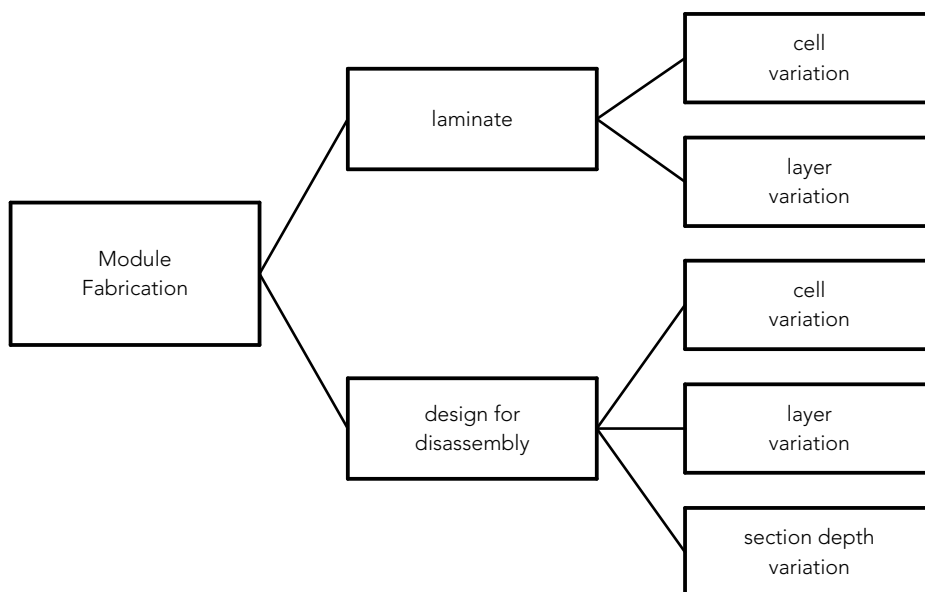 Module
Fabrication
laminate
cell
variation
layer
variation
design for
disassembly
cell
variation
layer
variation
section depth
variation